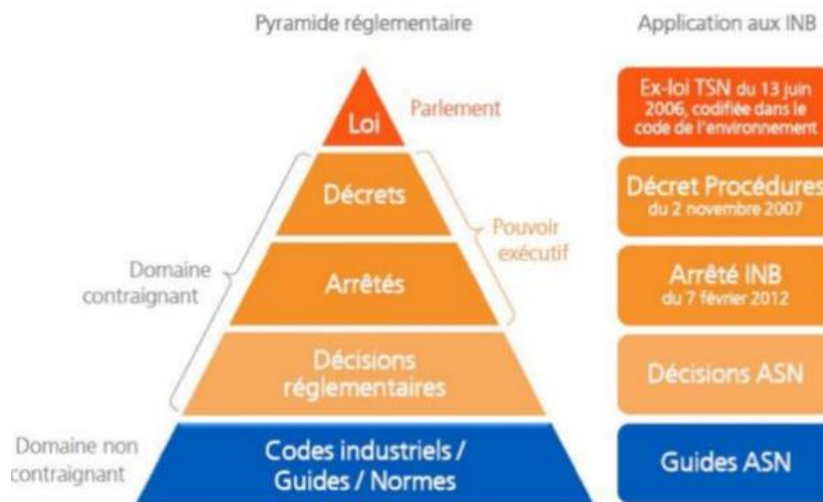 Pyramide réglementaire
Application aux INB
Loi
Parlement
Ex-loi TSN du 13 juin
2006, codifiée dans le
code de l'environnement
Décrets
Décret Procédures
du 2 novembre 2007
Pouvoir
exécutif
Domaine
contraignant
Arrêtés
Arrêté INB
du 7 février 2012
Décisions
réglementaires
Décisions ASN
Domaine non
contraignant
Codes industriels /
Guides / Normes
Guides ASN